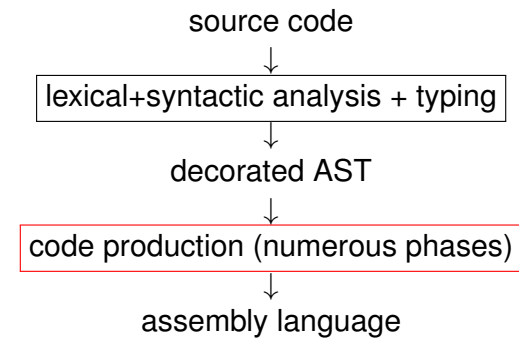 source code
↓
lexical+syntactic analysis + typing
↓
decorated AST
↓
code production (numerous phases)
↓
assembly language